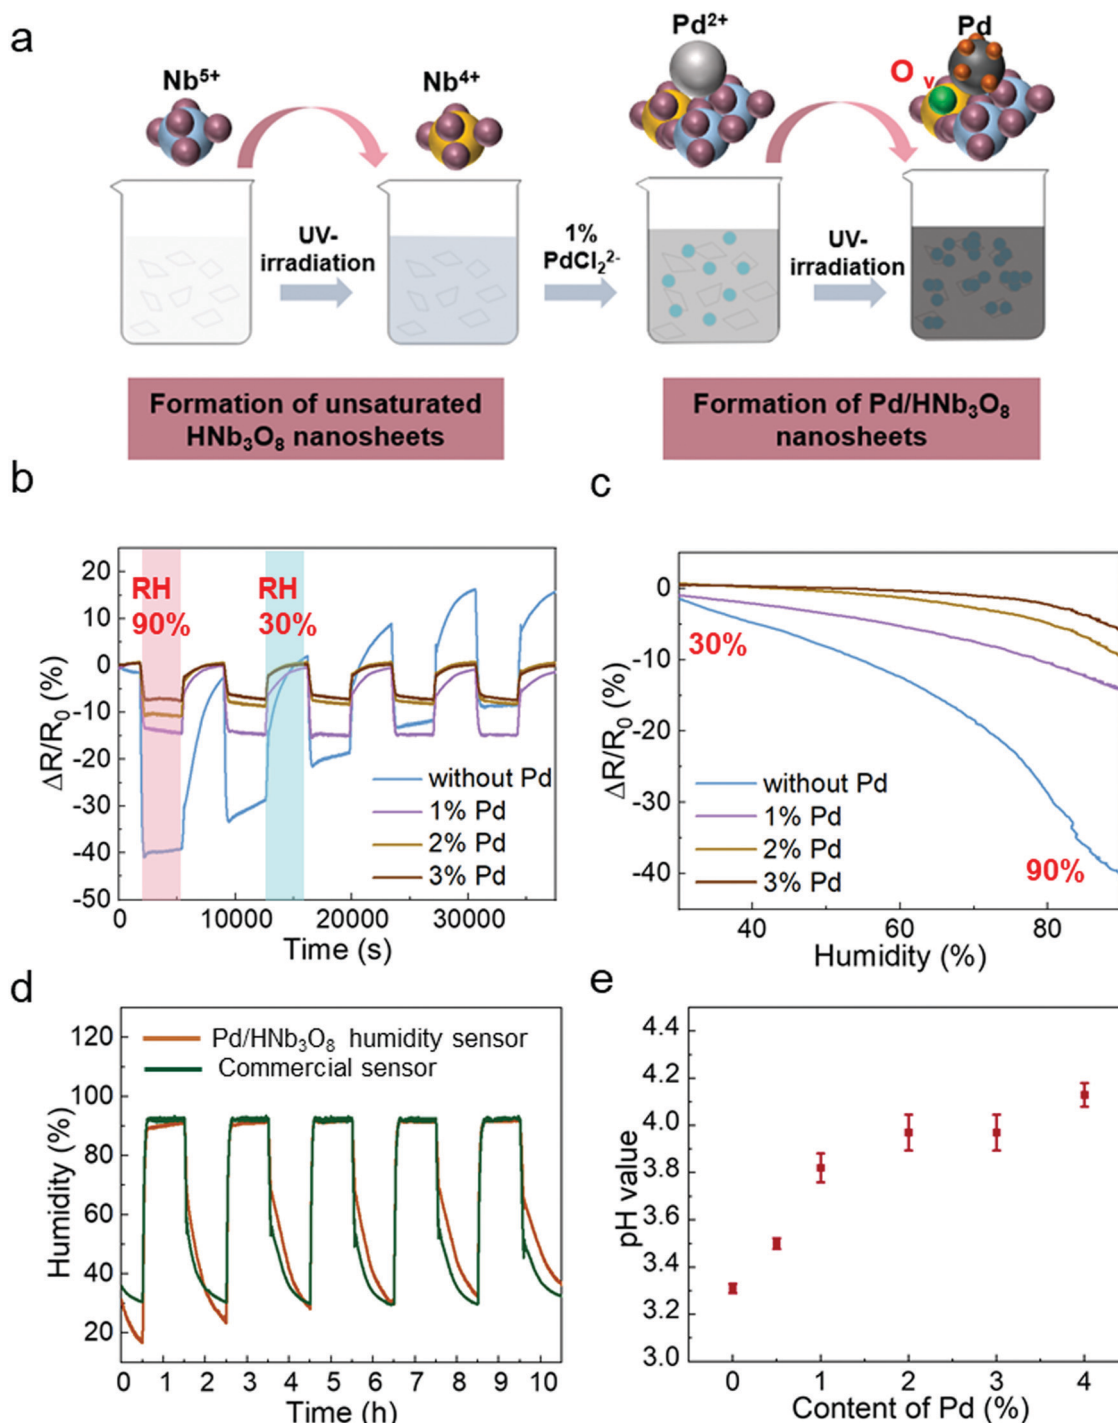 a
Nb⁵⁺
Nb⁴⁺
Pd²⁺
Pd
O ᵥ
UV-
irradiation
1%
PdCl₂²⁻
UV-
irradiation
Formation of unsaturated
HNb₃O₈ nanosheets
Formation of Pd/HNb₃O₈
nanosheets
b
20
10
0
-10
-20
-30
-40
-50
ΔR/R₀ (%)
RH
90%
RH
30%
without Pd
1% Pd
2% Pd
3% Pd
0
10000
20000
30000
Time (s)
c
0
-10
-20
-30
-40
ΔR/R₀ (%)
30%
90%
without Pd
1% Pd
2% Pd
3% Pd
40
60
80
Humidity (%)
d
120
100
80
60
40
20
Humidity (%)
Pd/HNb₃O₈ humidity sensor
Commercial sensor
0 1 2 3 4 5 6 7 8 9 10
Time (h)
e
4.4
4.2
4.0
3.8
3.6
3.4
3.2
3.0
pH value
0 1 2 3 4
Content of Pd (%)